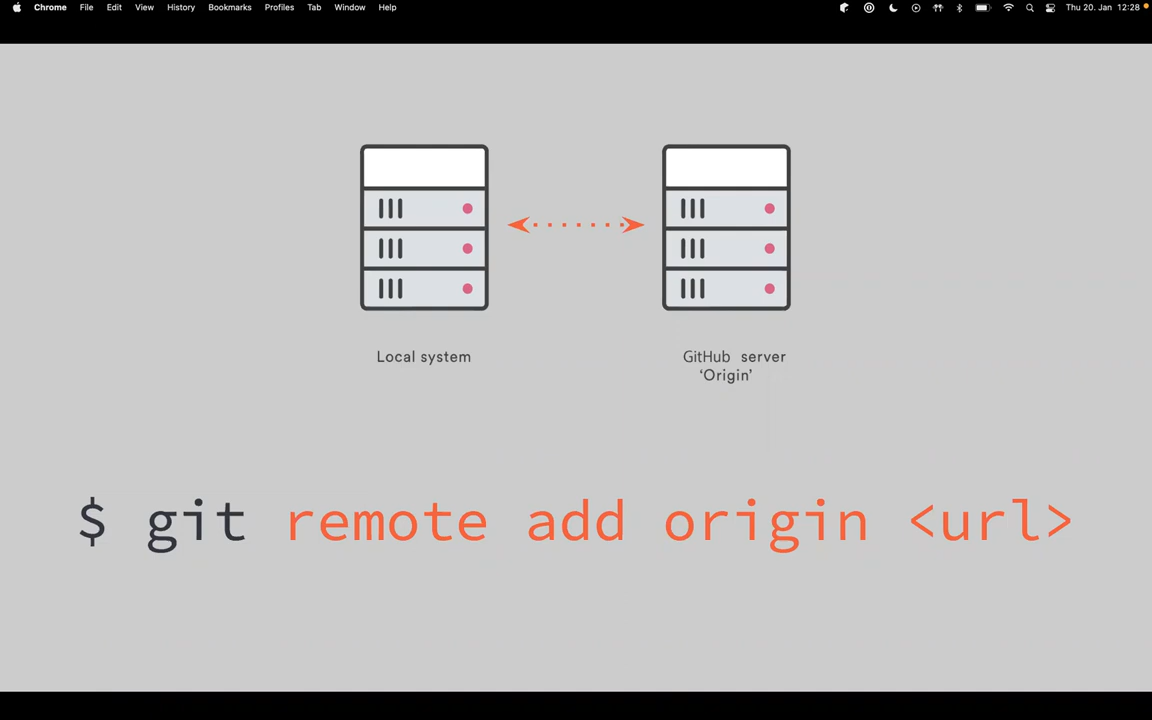 Chrome File Edit View History Bookmarks Profiles Tab Window Help Thu 20. Jan 12:28
Local system
GitHub server
‘Origin’
$ git remote add origin <url>